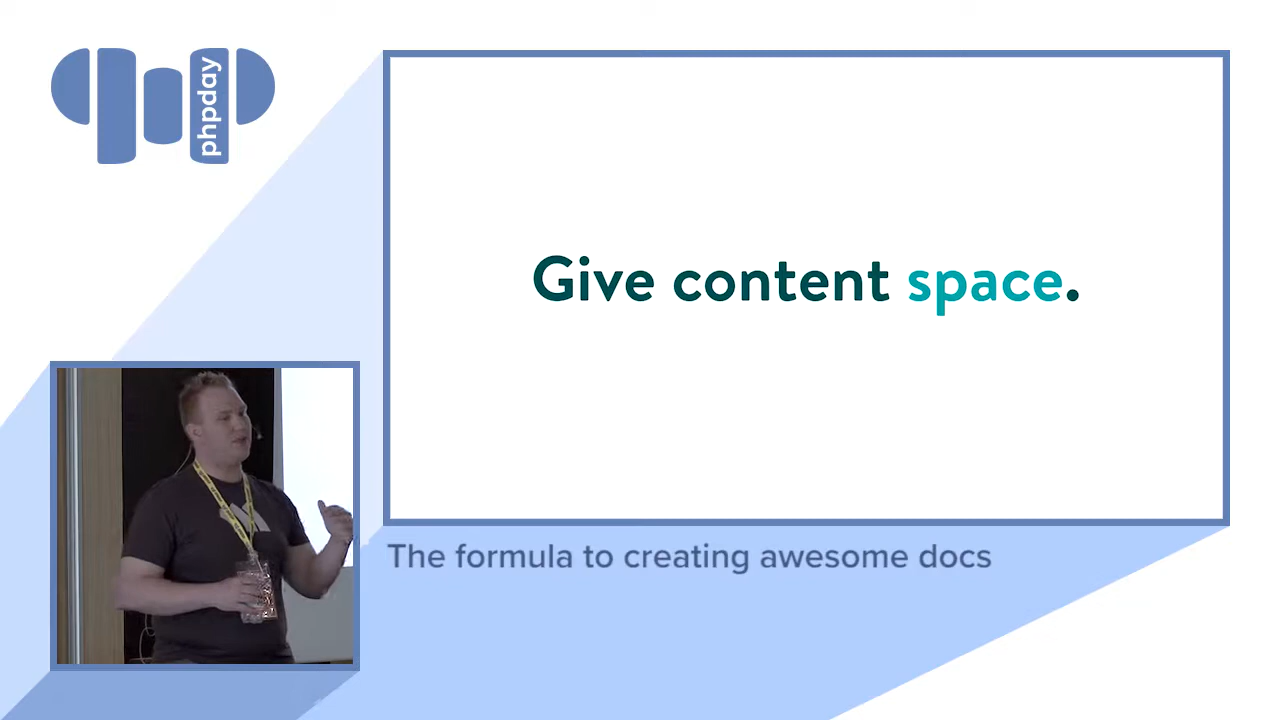 phpday
Give content space.
The formula to creating awesome docs